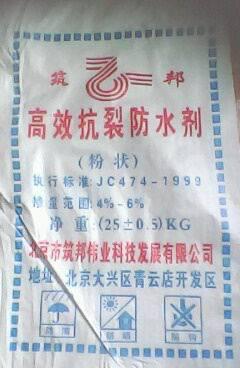 筑 邦
高效抗裂防水剂
(粉状)
执行标准:JC474-1999
掺量范围:4%-6%
净重:(25±0.5)KG
北京市筑邦伟业科技发展有限公司
地址:北京大兴区青云店开发区
防潮